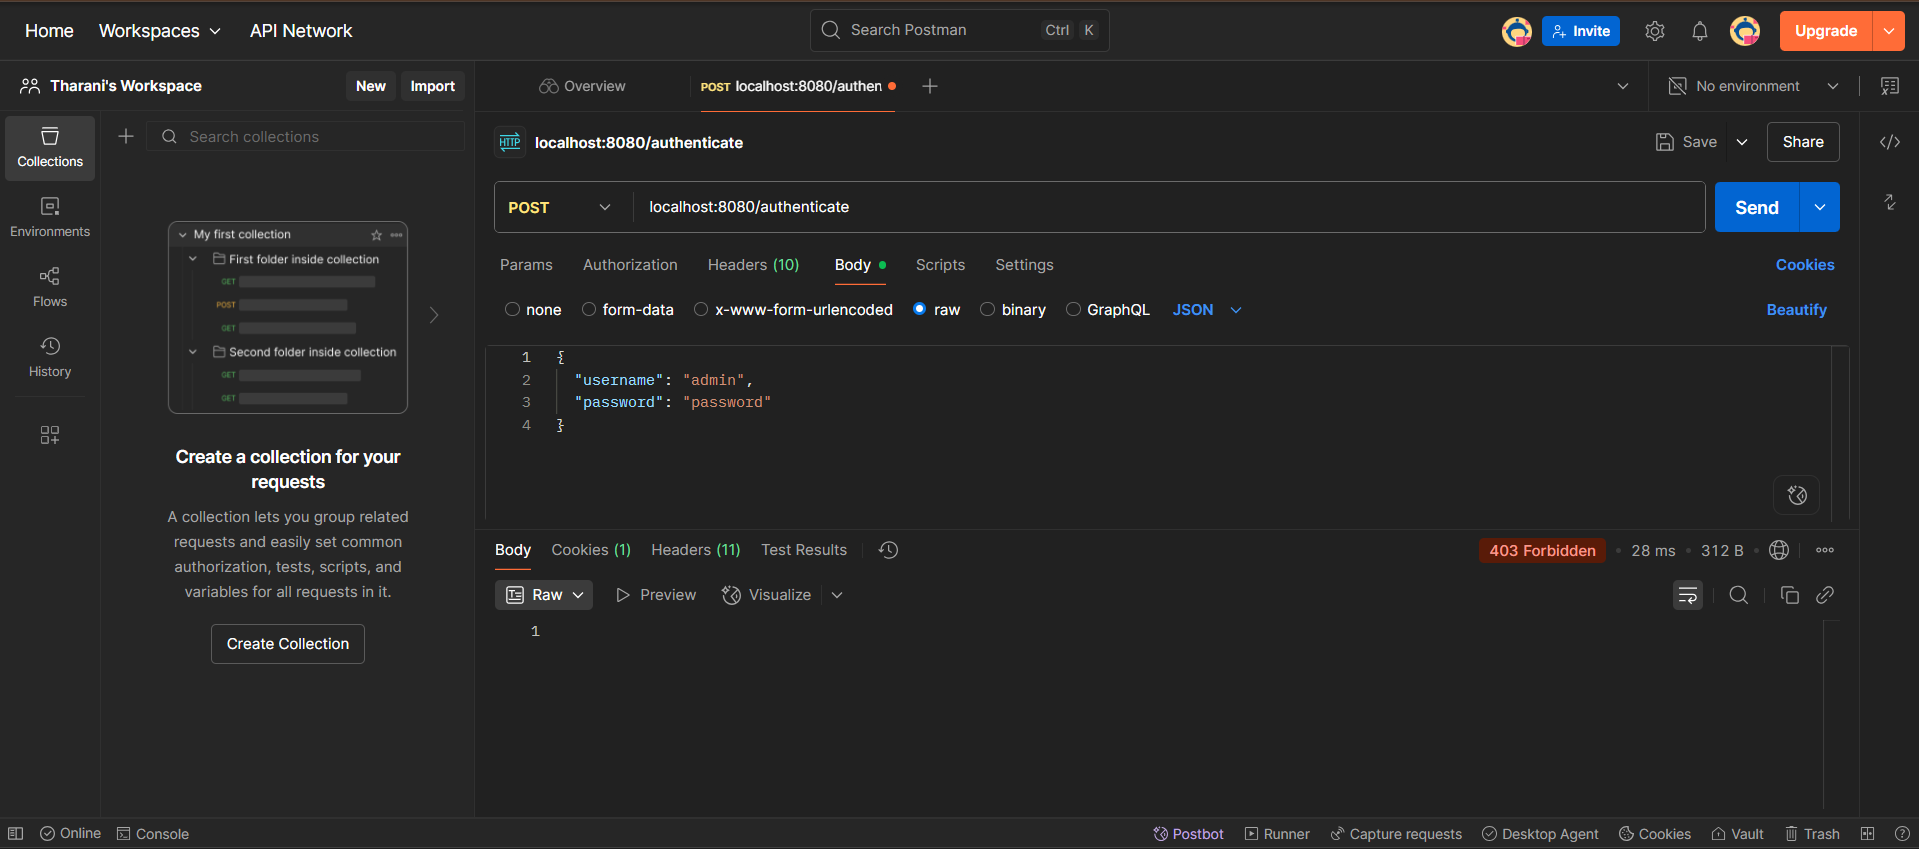 Home Workspaces API Network Search Postman Ctrl K Invite Upgrade
Tharani's Workspace New Import Overview POST localhost:8080/authen No environment
Collections
Environments
Flows
History
Search collections
My first collection
First folder inside collection
GET
POST
GET
Second folder inside collection
GET
GET
Create a collection for your
requests
A collection lets you group related
requests and easily set common
authorization, tests, scripts, and
variables for all requests in it.
Create Collection
HTTP localhost:8080/authenticate Save Share
POST localhost:8080/authenticate Send
Params Authorization Headers (10) Body Scripts Settings Cookies
none form-data x-www-form-urlencoded raw binary GraphQL JSON Beautify
1 {
2 "username": "admin",
3 "password": "password"
4 }
Body Cookies (1) Headers (11) Test Results 403 Forbidden 28 ms 312 B
Raw Preview Visualize
1
Online Console Postbot Runner Capture requests Desktop Agent Cookies Vault Trash